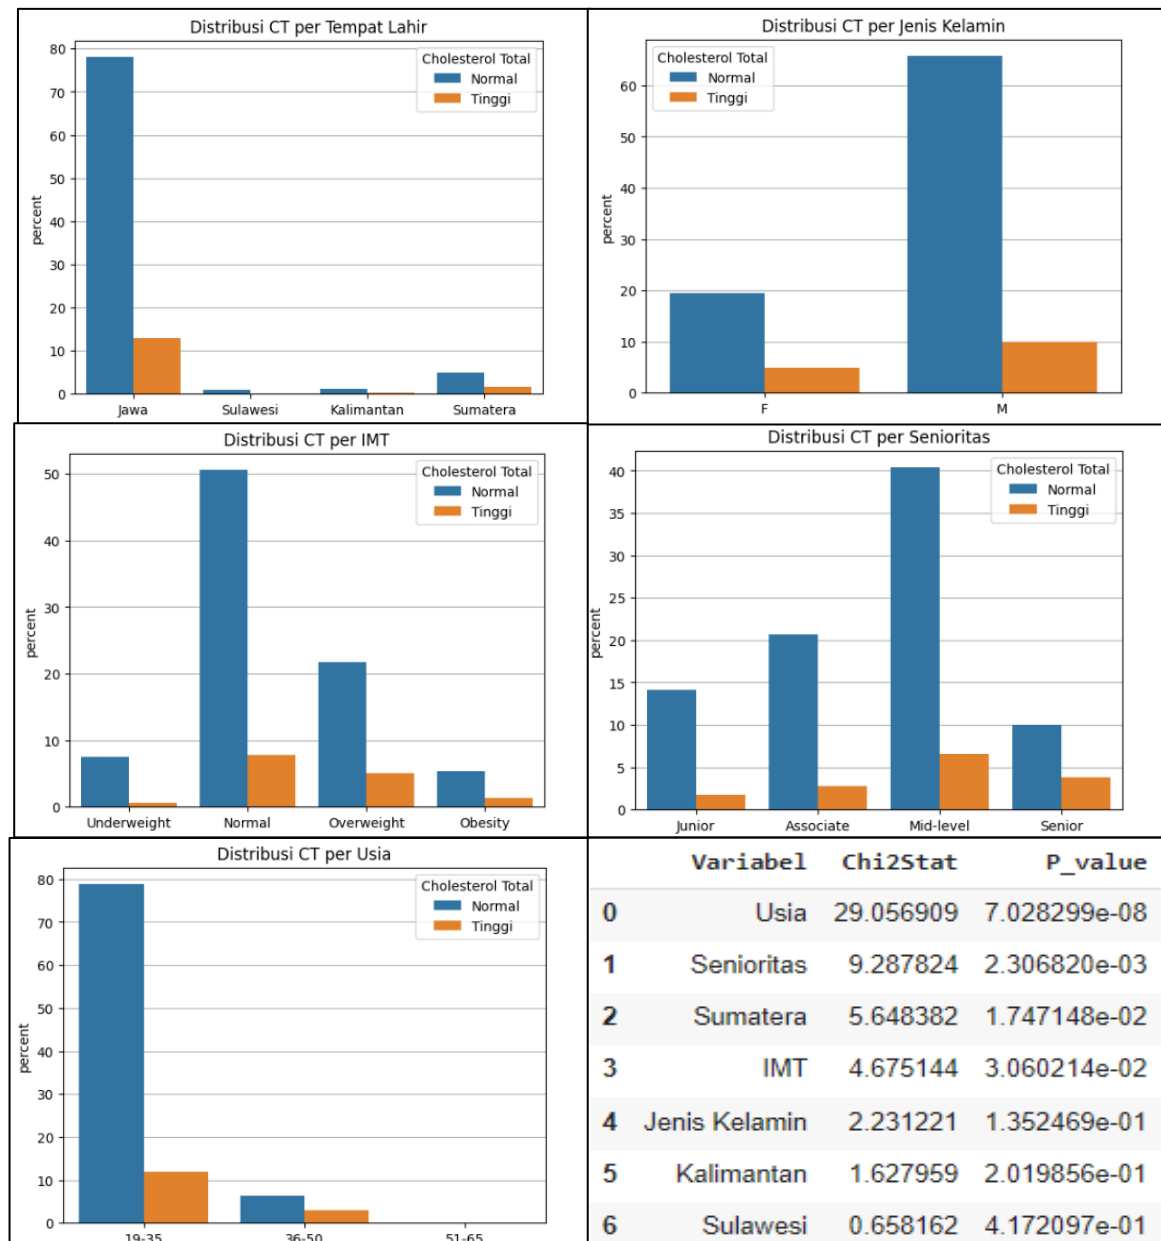 Distribusi CT per Tempat Lahir
Cholesterol Total
Normal
Tinggi
percent
80
70
60
50
40
30
20
10
0
Jawa Sulawesi Kalimantan Sumatera
Distribusi CT per Jenis Kelamin
Cholesterol Total
Normal
Tinggi
percent
60
50
40
30
20
10
0
F M
Distribusi CT per IMT
Cholesterol Total
Normal
Tinggi
percent
50
40
30
20
10
0
Underweight Normal Overweight Obesity
Distribusi CT per Senioritas
Cholesterol Total
Normal
Tinggi
percent
40
35
30
25
20
15
10
5
0
Junior Associate Mid-level Senior
Distribusi CT per Usia
Cholesterol Total
Normal
Tinggi
percent
80
70
60
50
40
30
20
10
0
19-35 36-50 51-65
Variabel Chi2Stat P_value
0 Usia 29.056909 7.028299e-08
1 Senioritas 9.287824 2.306820e-03
2 Sumatera 5.648382 1.747148e-02
3 IMT 4.675144 3.060214e-02
4 Jenis Kelamin 2.231221 1.352469e-01
5 Kalimantan 1.627959 2.019856e-01
6 Sulawesi 0.658162 4.172097e-01